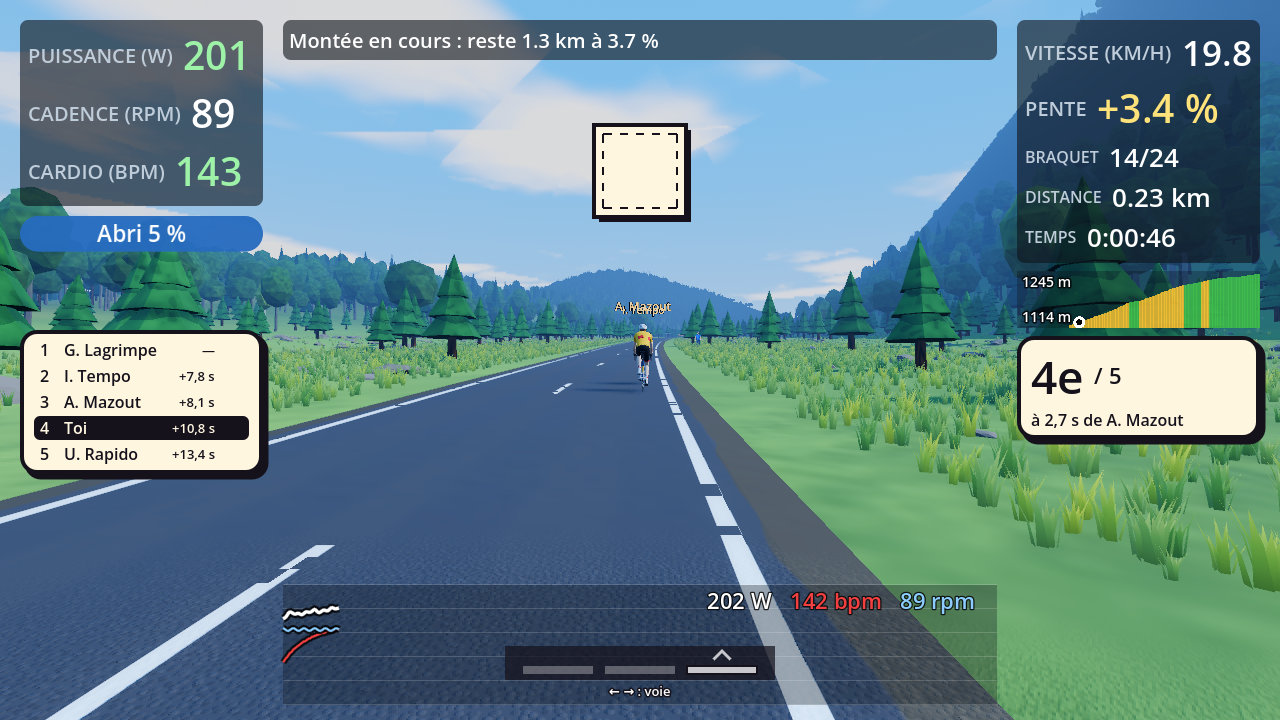 PUISSANCE (W) 201
CADENCE (RPM) 89
CARDIO (BPM) 143
Abri 5 %
Montée en cours : reste 1.3 km à 3.7 %
VITESSE (KM/H) 19.8
PENTE +3.4 %
BRAQUET 14/24
DISTANCE 0.23 km
TEMPS 0:00:46
1245 m
1114 m
A. Mazout
1 G. Lagrimpe —
2 I. Tempo +7,8 s
3 A. Mazout +8,1 s
4 Toi +10,8 s
5 U. Rapido +13,4 s
4e / 5
à 2,7 s de A. Mazout
202 W 142 bpm 89 rpm
← → : voie